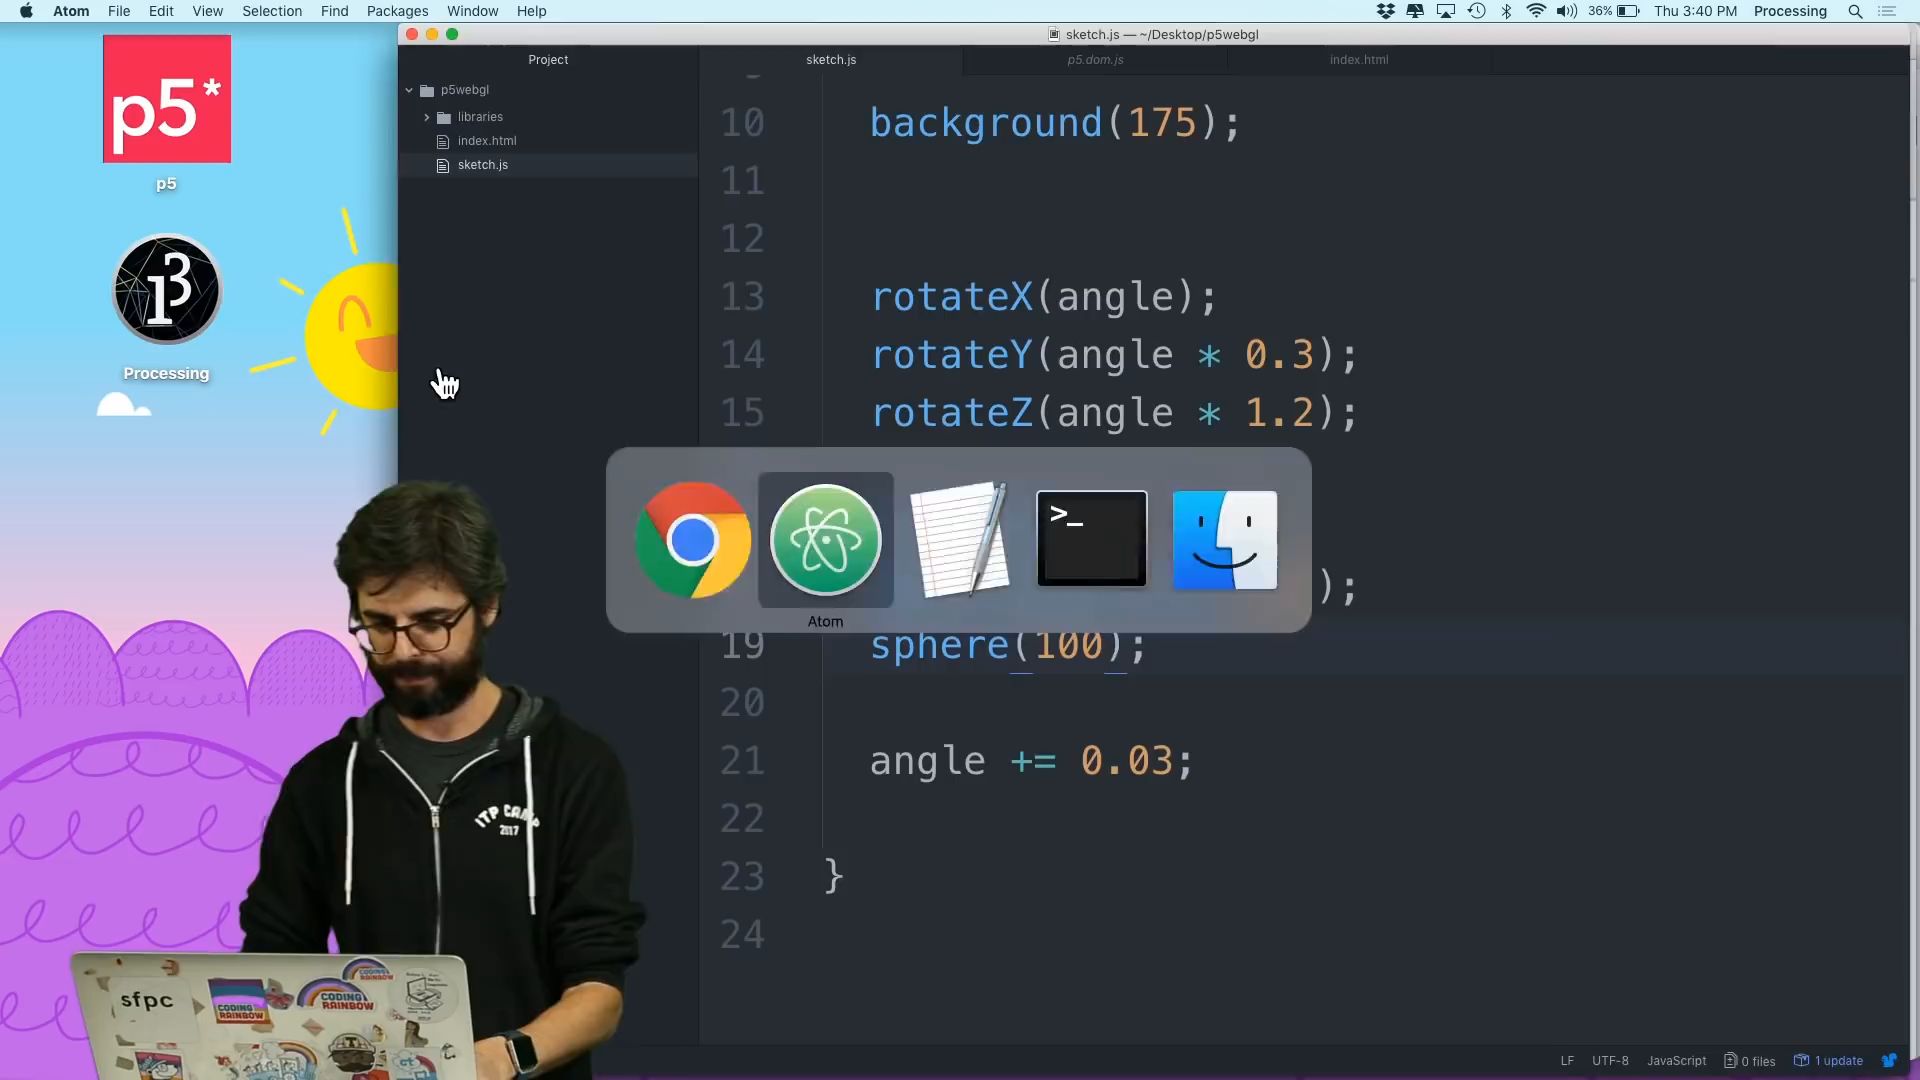 Atom File Edit View Selection Find Packages Window Help
36% Thu 3:40 PM Processing
sketch.js — ~/Desktop/p5webgl
Project
sketch.js
p5.dom.js
index.html
p5webgl
libraries
index.html
sketch.js
p5*
p5
Processing
10 background(175);
11
12
13 rotateX(angle);
14 rotateY(angle * 0.3);
15 rotateZ(angle * 1.2);
);
>_
Atom
19 sphere(100);
20
21 angle += 0.03;
22
23 }
24
ITP CAMP
2017
sfpc
CODING
RAINBOW
CODING
RAINBOW
LF UTF-8 JavaScript 0 files 1 update